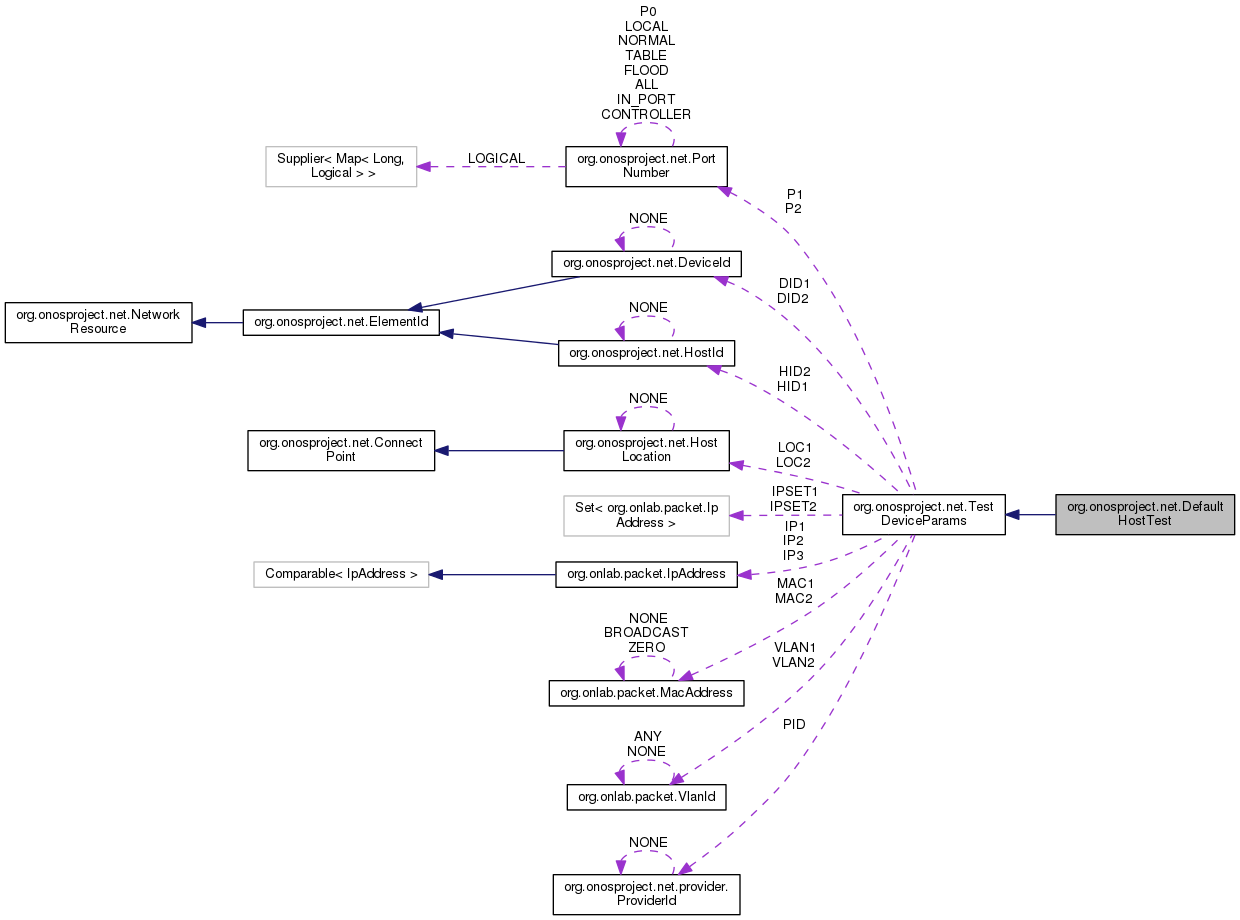 P0
LOCAL
NORMAL
TABLE
FLOOD
ALL
IN_PORT
CONTROLLER
Supplier< Map< Long,
Logical > >
LOGICAL
org.onosproject.net.Port
Number
P1
P2
NONE
org.onosproject.net.DeviceId
DID1
DID2
org.onosproject.net.Network
Resource
org.onosproject.net.ElementId
NONE
org.onosproject.net.HostId
HID2
HID1
NONE
org.onosproject.net.Connect
Point
org.onosproject.net.Host
Location
LOC1
LOC2
Set< org.onlab.packet.Ip
Address >
IPSET1
IPSET2
org.onosproject.net.Test
DeviceParams
org.onosproject.net.Default
HostTest
IP1
IP2
IP3
Comparable< IpAddress >
org.onlab.packet.IpAddress
MAC1
MAC2
NONE
BROADCAST
ZERO
org.onlab.packet.MacAddress
VLAN1
VLAN2
ANY
NONE
org.onlab.packet.VlanId
PID
NONE
org.onosproject.net.provider.
ProviderId